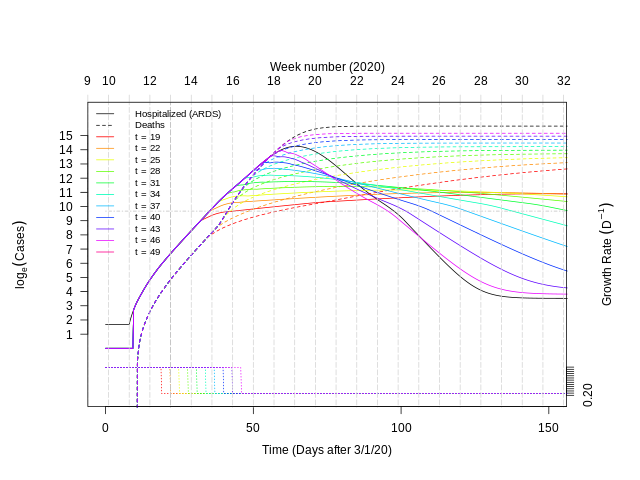 Week number (2020)
9 10 12 14 16 18 19 20 22 24 26 28 29 30 32
Hospitalized (ARDS)
Deaths
t = 19
t = 22
t = 25
t = 28
t = 31
t = 34
t = 37
t = 40
t = 43
t = 46
t = 49
15
14
13
12
11
10
9
8
7
6
5
4
3
2
1
logₑ(Cases)
Growth Rate (D⁻¹)
0.20
0 50 100 150
Time (Days after 3/1/20)